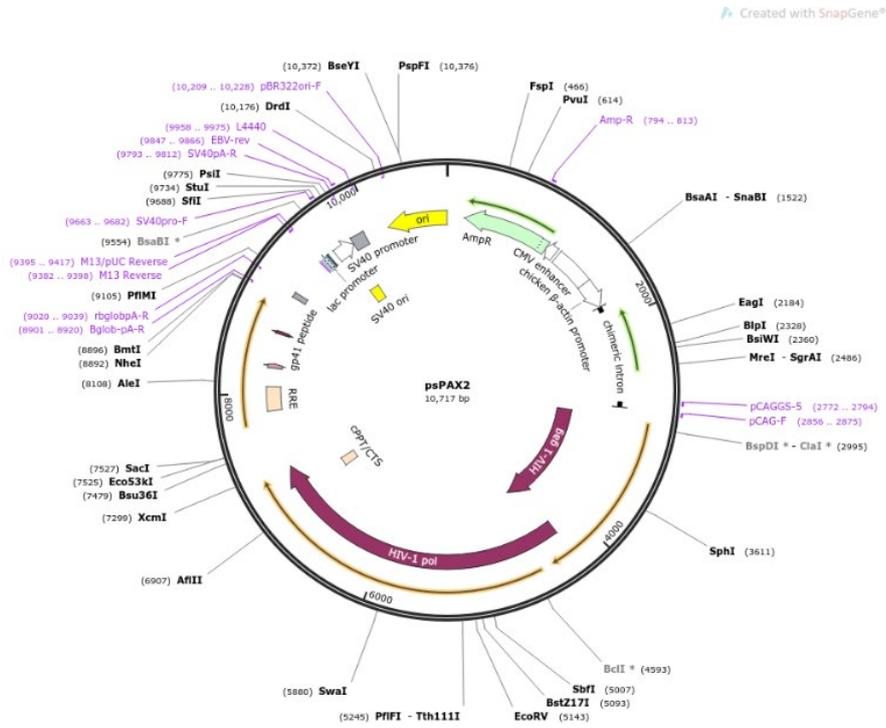 Created with SnapGene®
(10,372) BseYI
PspFI (10,376)
(10,209 .. 10,228) pBR322ori-F
(10,176) DrdI
(9958 .. 9975) L4440
(9847 .. 9866) EBV-rev
(9793 .. 9812) SV40pA-R
(9775) PsiI
(9734) StuI
(9688) SfiI
(9663 .. 9682) SV40pro-F
(9554) BsaBI *
(9395 .. 9417) M13/pUC Reverse
(9382 .. 9398) M13 Reverse
(9105) PflMI
(9020 .. 9039) rbglobpA-R
(8901 .. 8920) Bglob-pA-R
(8896) BmtI
(8892) NheI
(8108) AleI
(7527) SacI
(7525) Eco53kI
(7479) Bsu36I
(7299) XcmI
(6907) AflII
(5880) SwaI
(5245) PflFI - Tth111I
EcoRV (5143)
BstZ17I (5093)
SbfI (5007)
BclI * (4593)
SphI (3611)
BspDI * - ClaI * (2995)
pCAG-F (2856 .. 2875)
pCAGGS-5 (2772 .. 2794)
MreI - SgrAI (2486)
BsiWI (2360)
BlpI (2328)
EagI (2184)
BsaAI - SnaBI (1522)
Amp-R (794 .. 813)
PvuI (614)
FspI (466)
10,000
2000
4000
6000
8000
ori
AmpR
CMV enhancer
chicken β-actin promoter
chimeric intron
SV40 promoter
lac promoter
SV40 ori
gp41 peptide
RRE
cPPT/CTS
HIV-1 gag
HIV-1 pol
psPAX2
10,717 bp